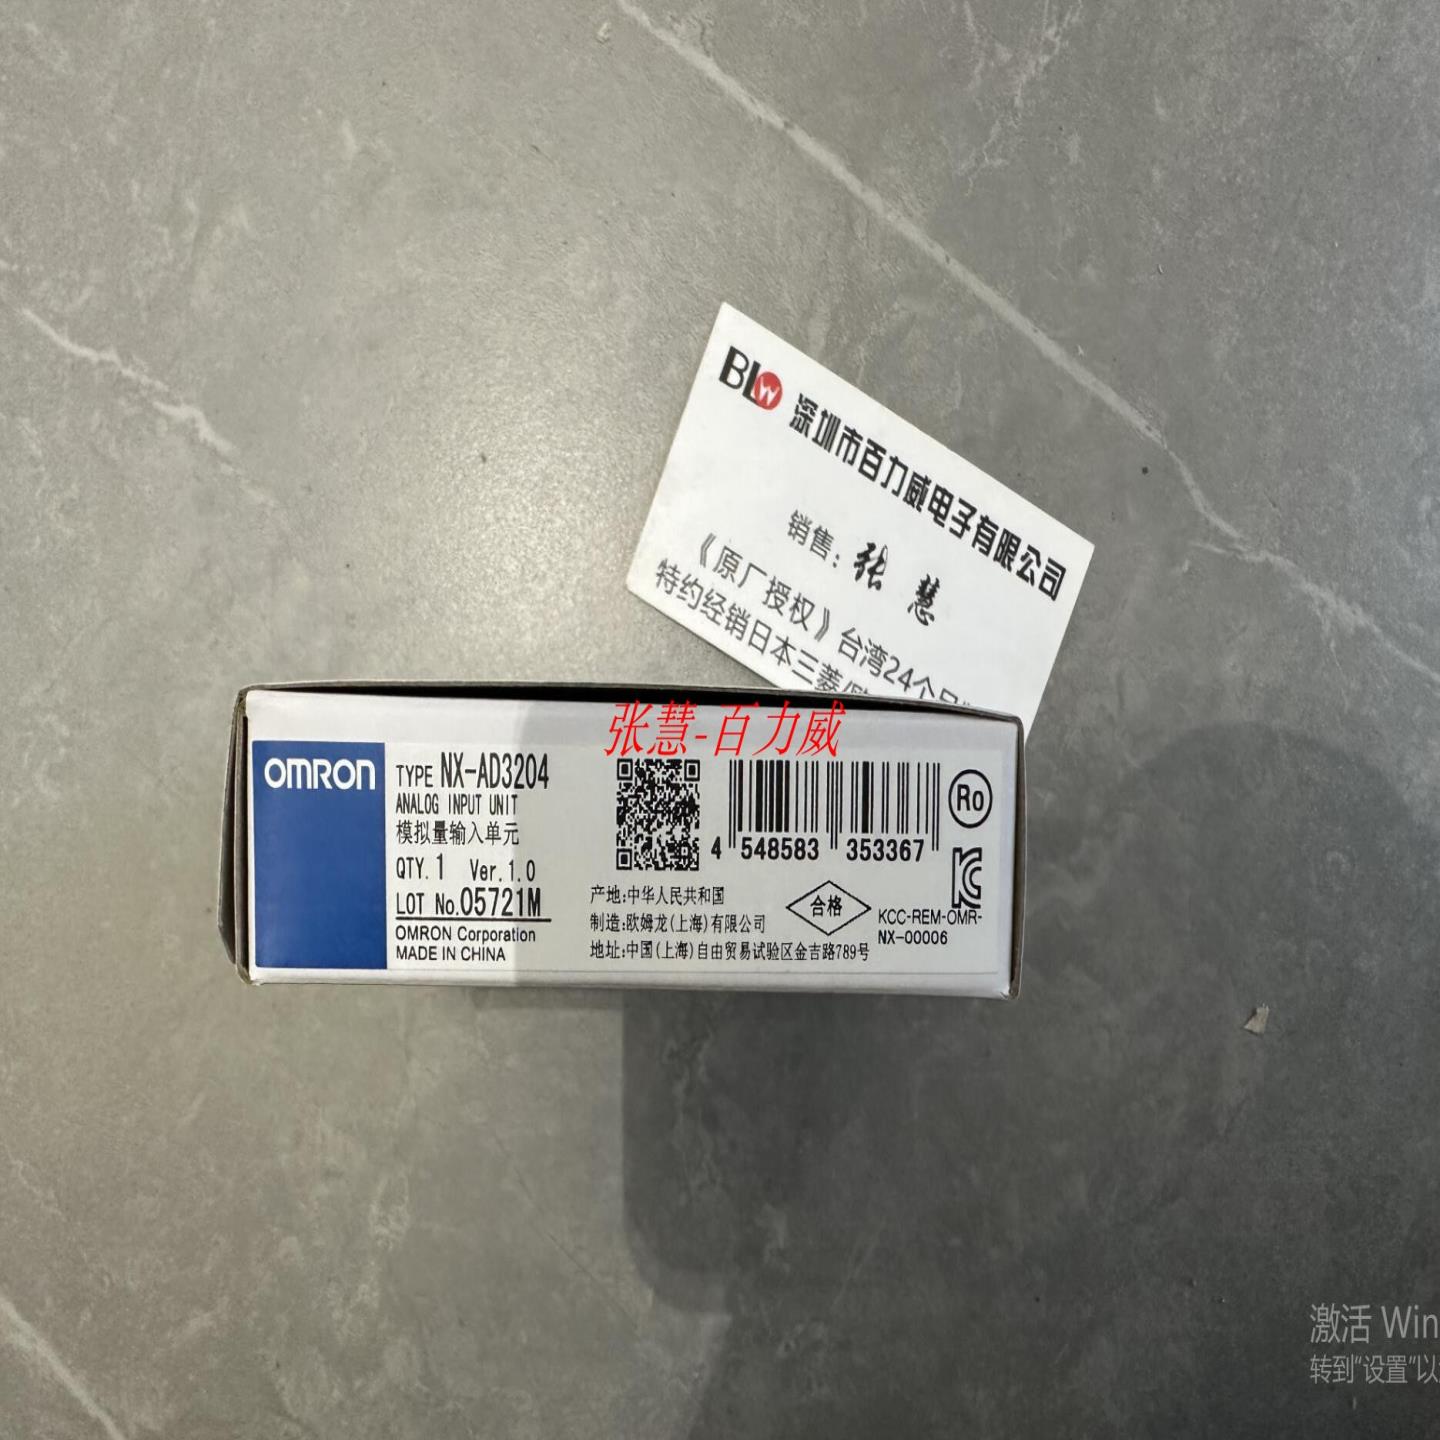 BLW 深圳市百力威电子有限公司
销售：张 慧
《原厂授权》台湾24个
特约经销日本三菱/
张慧-百力威
OMRON
TYPE NX-AD3204
ANALOG INPUT UNIT
模拟量输入单元
QTY.1 Ver.1.0
LOT No.05721M
OMRON Corporation
MADE IN CHINA
4 548583 353367
产地:中华人民共和国
制造:欧姆龙(上海)有限公司
地址:中国(上海)自由贸易试验区金吉路789号
合格
Ro
KCC-REM-OMR-
NX-00006
激活 Win
转到"设置"以